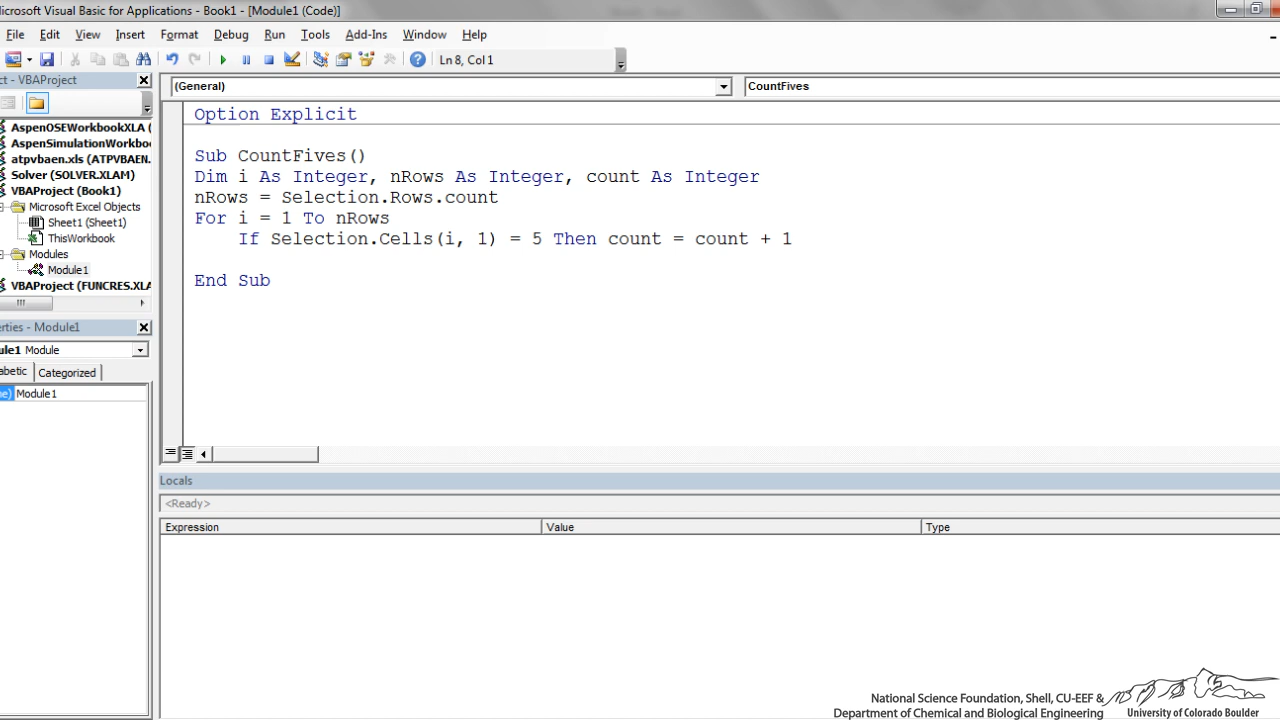 icrosoft Visual Basic for Applications - Book1 - [Module1 (Code)]
File Edit View Insert Format Debug Run Tools Add-Ins Window Help
Ln 8, Col 1
ct - VBAProject
(General)
CountFives
AspenOSEWorkbookXLA (
AspenSimulationWorkbo
atpvbaen.xls (ATPVBAEN.
Solver (SOLVER.XLAM)
VBAProject (Book1)
Microsoft Excel Objects
Sheet1 (Sheet1)
ThisWorkbook
Modules
Module1
VBAProject (FUNCRES.XLA
erties - Module1
ule1 Module
abetic Categorized
e) Module1
Option Explicit
Sub CountFives()
Dim i As Integer, nRows As Integer, count As Integer
nRows = Selection.Rows.count
For i = 1 To nRows
If Selection.Cells(i, 1) = 5 Then count = count + 1
End Sub
Locals
<Ready>
Expression Value Type
National Science Foundation, Shell, CU-EEF &
Department of Chemical and Biological Engineering
University of Colorado Boulder